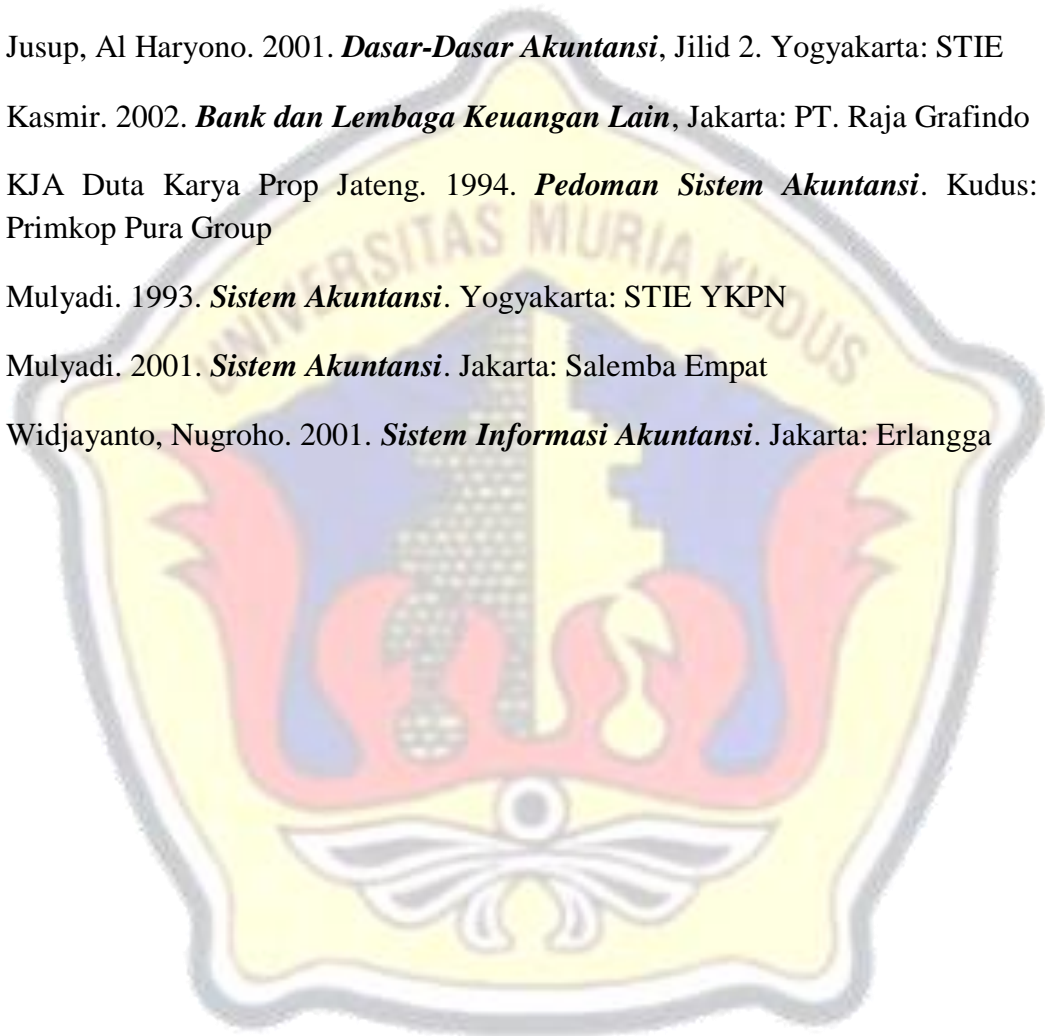 Jusup, Al Haryono. 2001. Dasar-Dasar Akuntansi, Jilid 2. Yogyakarta: STIE
Kasmir. 2002. Bank dan Lembaga Keuangan Lain, Jakarta: PT. Raja Grafindo
KJA Duta Karya Prop Jateng. 1994. Pedoman Sistem Akuntansi. Kudus:
Primkop Pura Group
UNIVERSITAS MURIA KUDUS
Mulyadi. 1993. Sistem Akuntansi. Yogyakarta: STIE YKPN
Mulyadi. 2001. Sistem Akuntansi. Jakarta: Salemba Empat
Widjayanto, Nugroho. 2001. Sistem Informasi Akuntansi. Jakarta: Erlangga